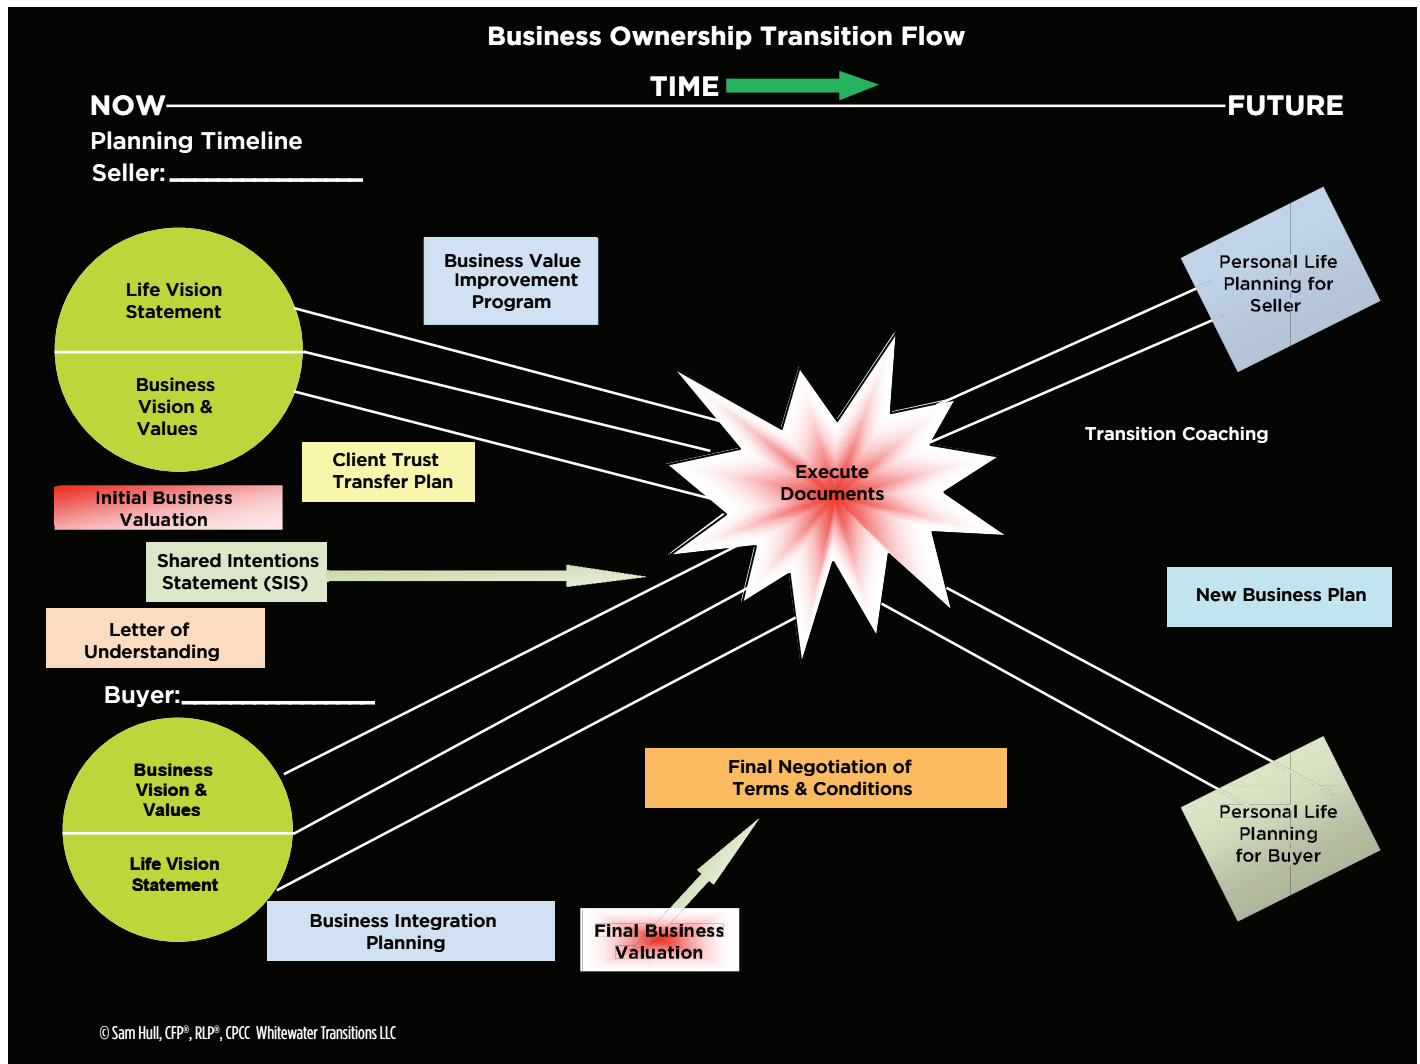 Business Ownership Transition Flow
TIME
NOW
FUTURE
Planning Timeline
Seller: ________________
Life Vision
Statement
Business
Vision &
Values
Business Value
Improvement
Program
Personal Life
Planning for
Seller
Client Trust
Transfer Plan
Execute
Documents
Transition Coaching
Initial Business
Valuation
Shared Intentions
Statement (SIS)
Letter of
Understanding
New Business Plan
Buyer:________________
Business
Vision &
Values
Life Vision
Statement
Final Negotiation of
Terms & Conditions
Personal Life
Planning
for Buyer
Business Integration
Planning
Final Business
Valuation
© Sam Hull, CFP®, RLP®, CPCC Whitewater Transitions LLC